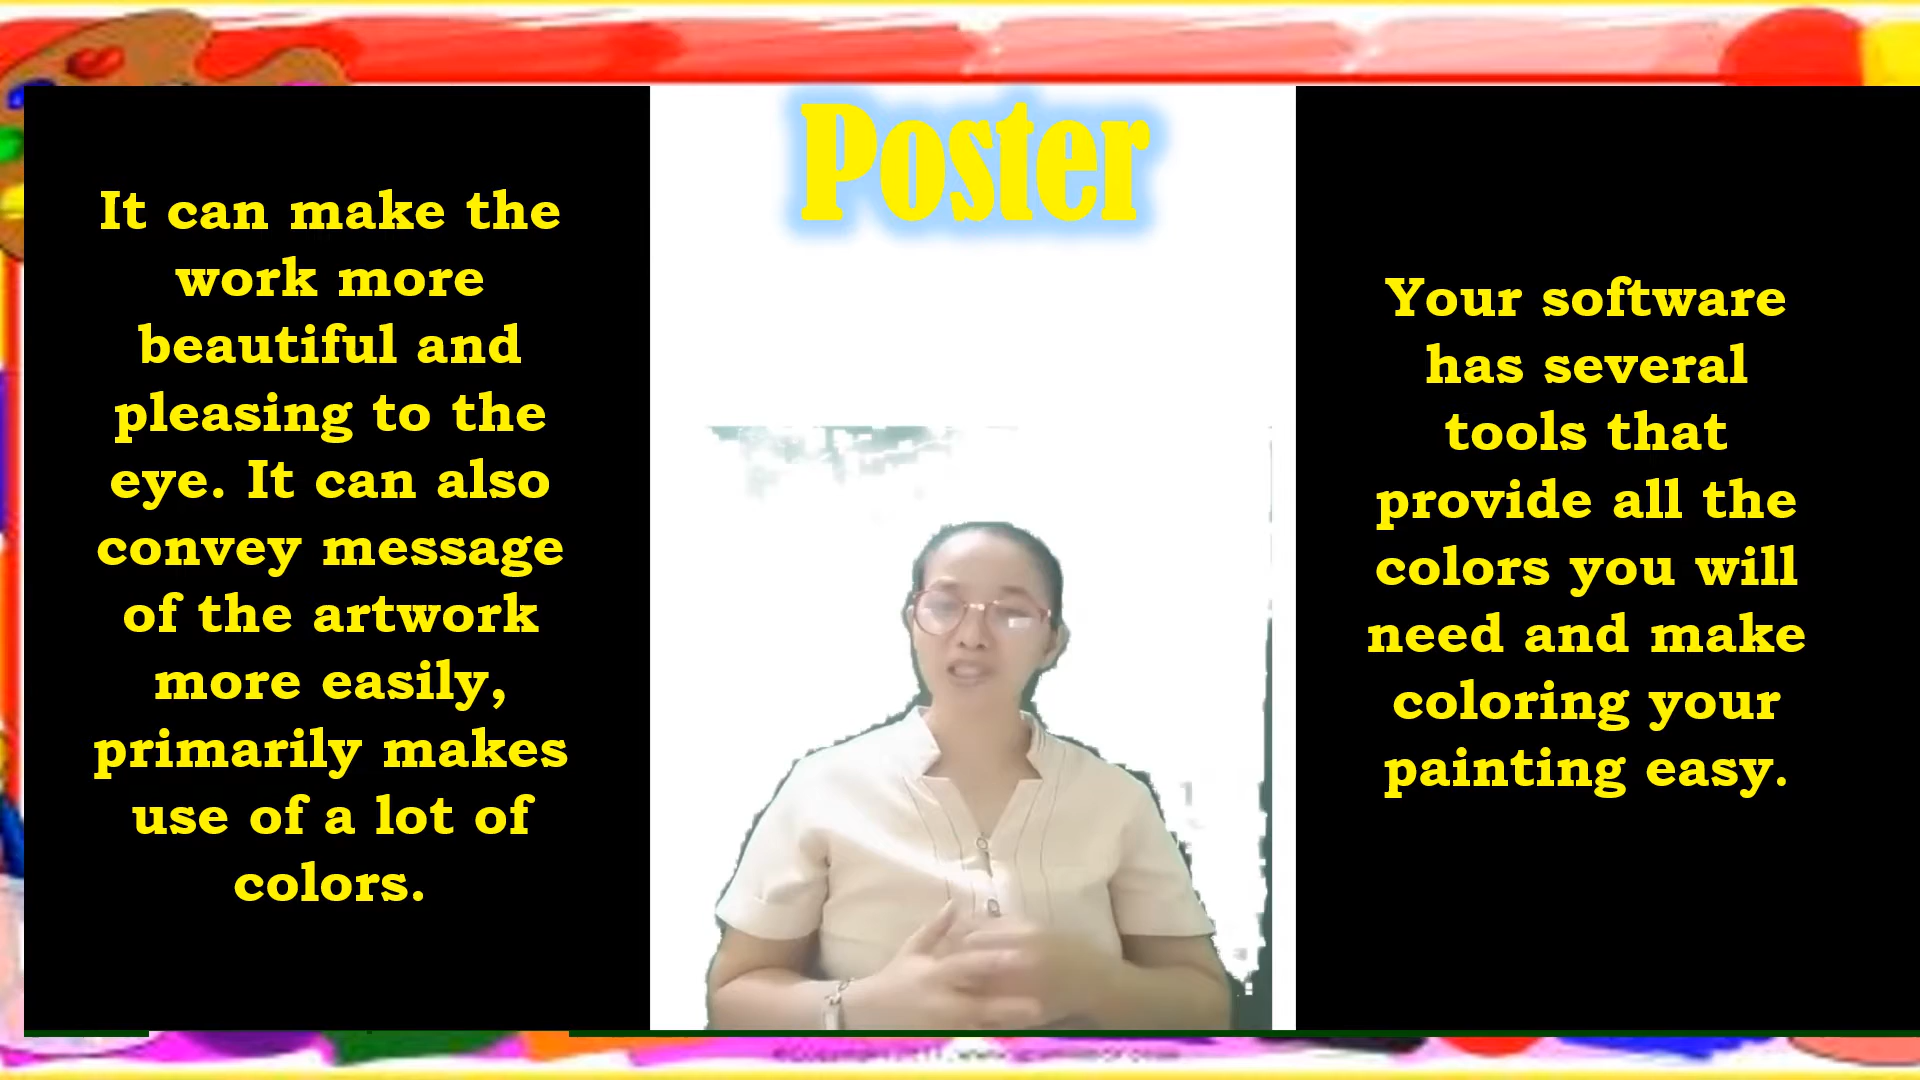 Poster
It can make the
work more
beautiful and
pleasing to the
eye. It can also
convey message
of the artwork
more easily,
primarily makes
use of a lot of
colors.
Your software
has several
tools that
provide all the
colors you will
need and make
coloring your
painting easy.